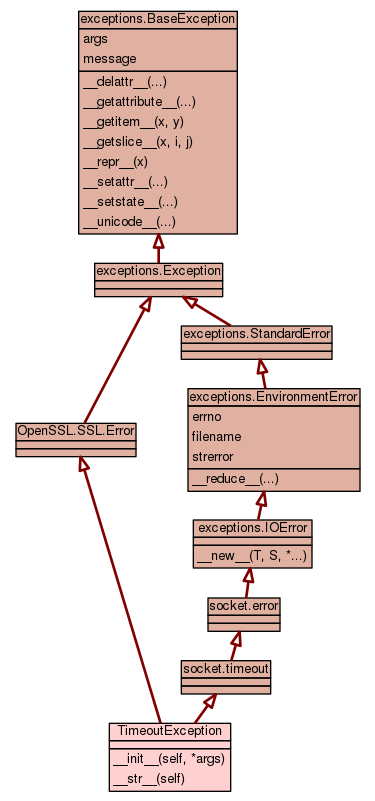 exceptions.BaseException
args
message
__delattr__(...)
__getattribute__(...)
__getitem__(x, y)
__getslice__(x, i, j)
__repr__(x)
__setattr__(...)
__setstate__(...)
__unicode__(...)
exceptions.Exception
exceptions.StandardError
exceptions.EnvironmentError
errno
filename
strerror
__reduce__(...)
OpenSSL.SSL.Error
exceptions.IOError
__new__(T, S, *...)
socket.error
socket.timeout
TimeoutException
__init__(self, *args)
__str__(self)